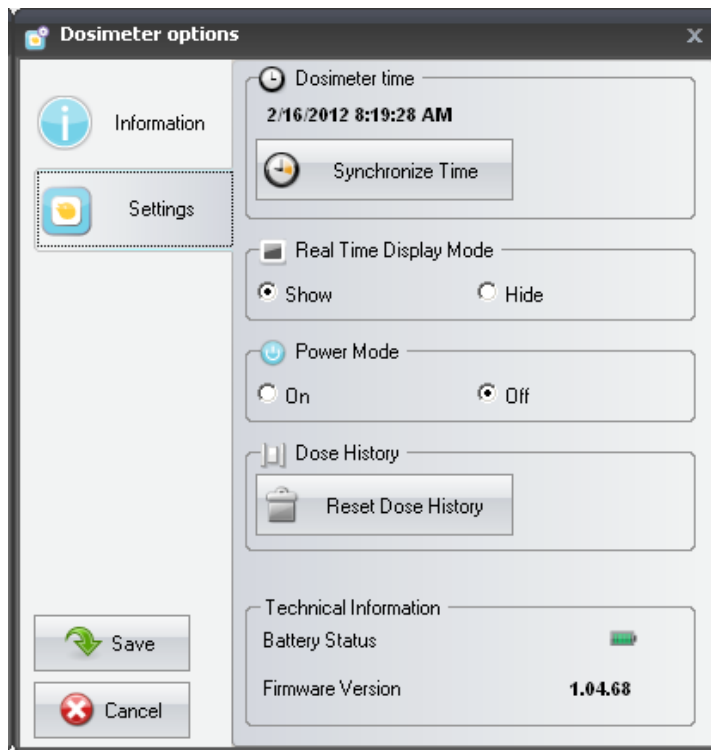 Dosimeter options
Information
Settings
Dosimeter time
2/16/2012 8:19:28 AM
Synchronize Time
Real Time Display Mode
Show Hide
Power Mode
On Off
Dose History
Reset Dose History
Technical Information
Battery Status
Firmware Version 1.04.68
Save
Cancel